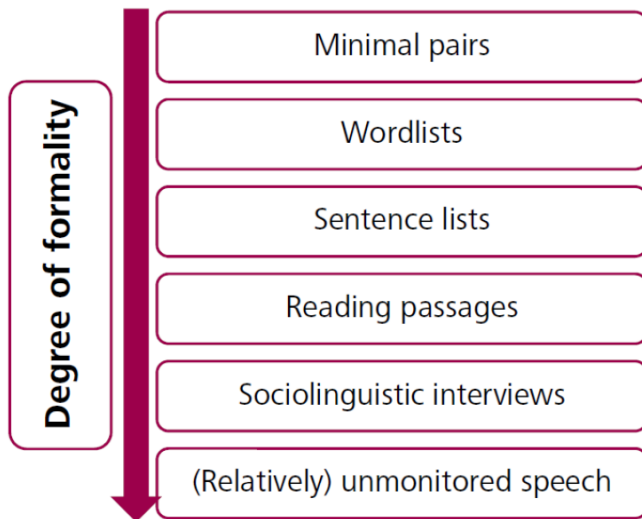 Degree of formality
Minimal pairs
Wordlists
Sentence lists
Reading passages
Sociolinguistic interviews
(Relatively) unmonitored speech